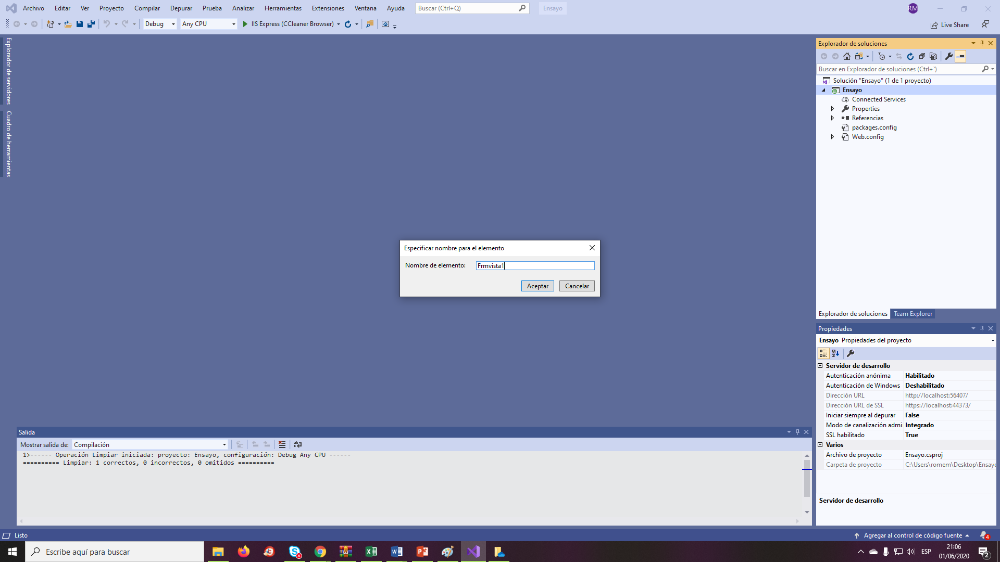 Archivo Editar Ver Proyecto Compilar Depurar Prueba Analizar Herramientas Extensiones Ventana Ayuda Buscar (Ctrl+Q) Ensayo RM
Debug Any CPU IIS Express (CCleaner Browser) Live Share
Explorador de servidores
Cuadro de herramientas
Explorador de soluciones
Buscar en Explorador de soluciones (Ctrl+`)
Solución "Ensayo" (1 de 1 proyecto)
Ensayo
Connected Services
Properties
Referencias
packages.config
Web.config
Especificar nombre para el elemento
Nombre de elemento: Frmvista1
Aceptar Cancelar
Explorador de soluciones Team Explorer
Propiedades
Ensayo Propiedades del proyecto
Servidor de desarrollo
Autenticación anónima Habilitado
Autenticación de Windows Deshabilitado
Dirección URL http://localhost:56407/
Dirección URL de SSL https://localhost:44373/
Iniciar siempre al depurar False
Modo de canalización admi Integrado
SSL habilitado True
Varios
Archivo de proyecto Ensayo.csproj
Carpeta de proyecto C:\Users\romem\Desktop\Ensayo
Servidor de desarrollo
Salida
Mostrar salida de: Compilación
1>------ Operación Limpiar iniciada: proyecto: Ensayo, configuración: Debug Any CPU ------
========== Limpiar: 1 correctos, 0 incorrectos, 0 omitidos ==========
Listo Agregar al control de código fuente 4
Escribe aquí para buscar
ESP
21:06
01/06/2020
2